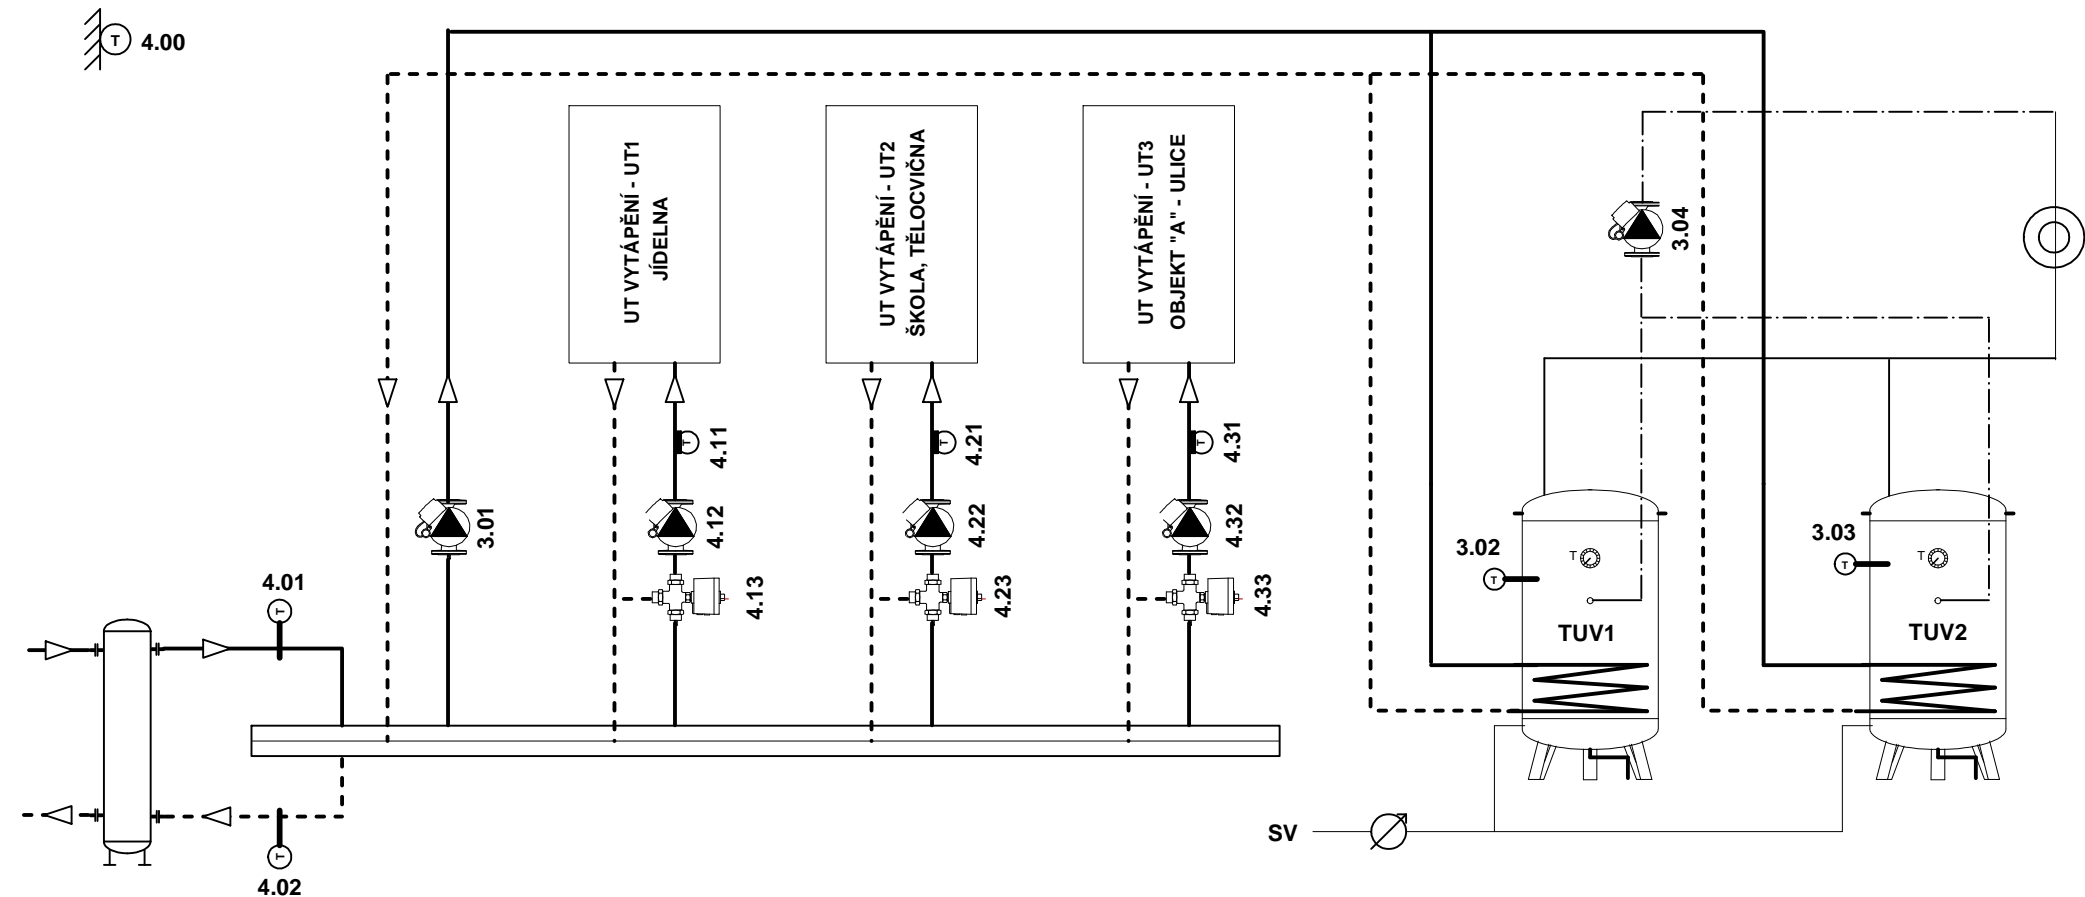 T 4.00
UT VYTÁPĚNÍ - UT1
JÍDELNA
UT VYTÁPĚNÍ - UT2
ŠKOLA, TĚLOCVIČNA
UT VYTÁPĚNÍ - UT3
OBJEKT "A" - ULICE
3.04
T 4.11
T 4.21
T 4.31
3.01
4.12
4.22
4.32
3.02
T
T
3.03
T
T
4.01
T
4.13
4.23
4.33
TUV1
TUV2
SV
T
4.02